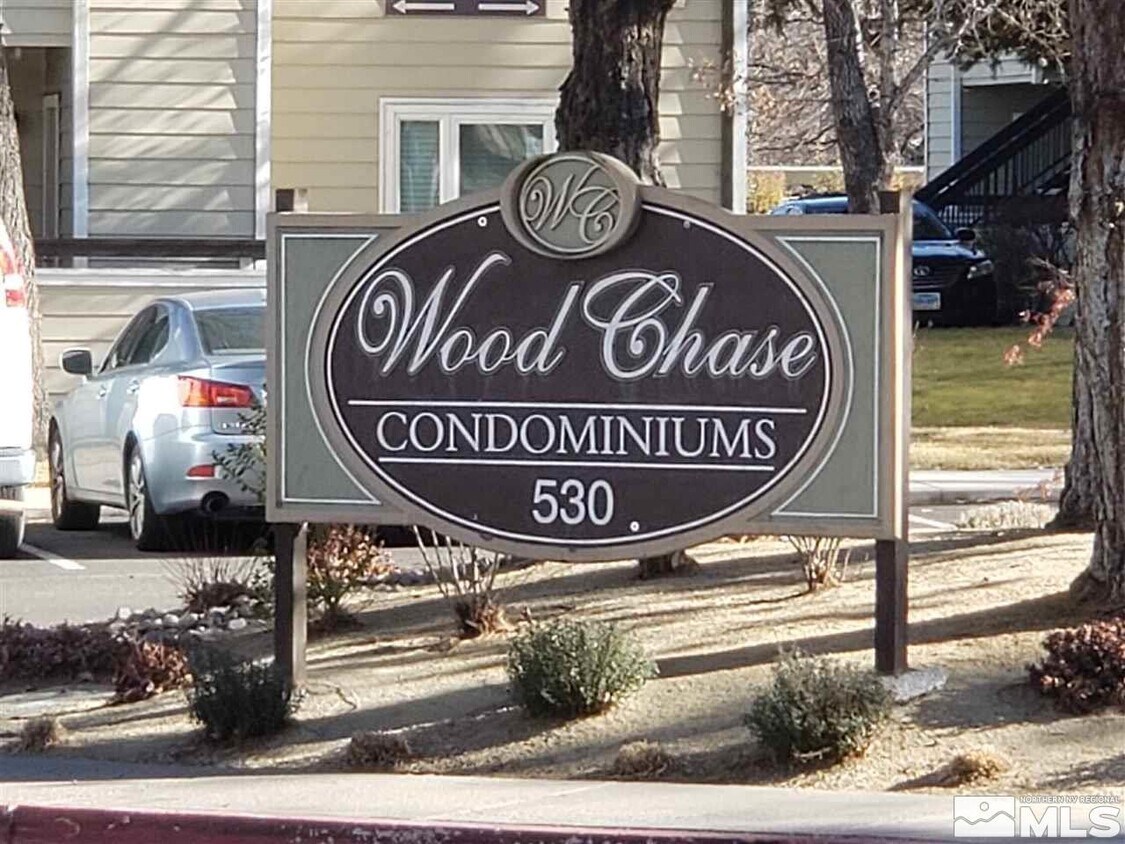 WC
Wood Chase
CONDOMINIUMS
530
NORTHERN NV REGIONAL
MLS